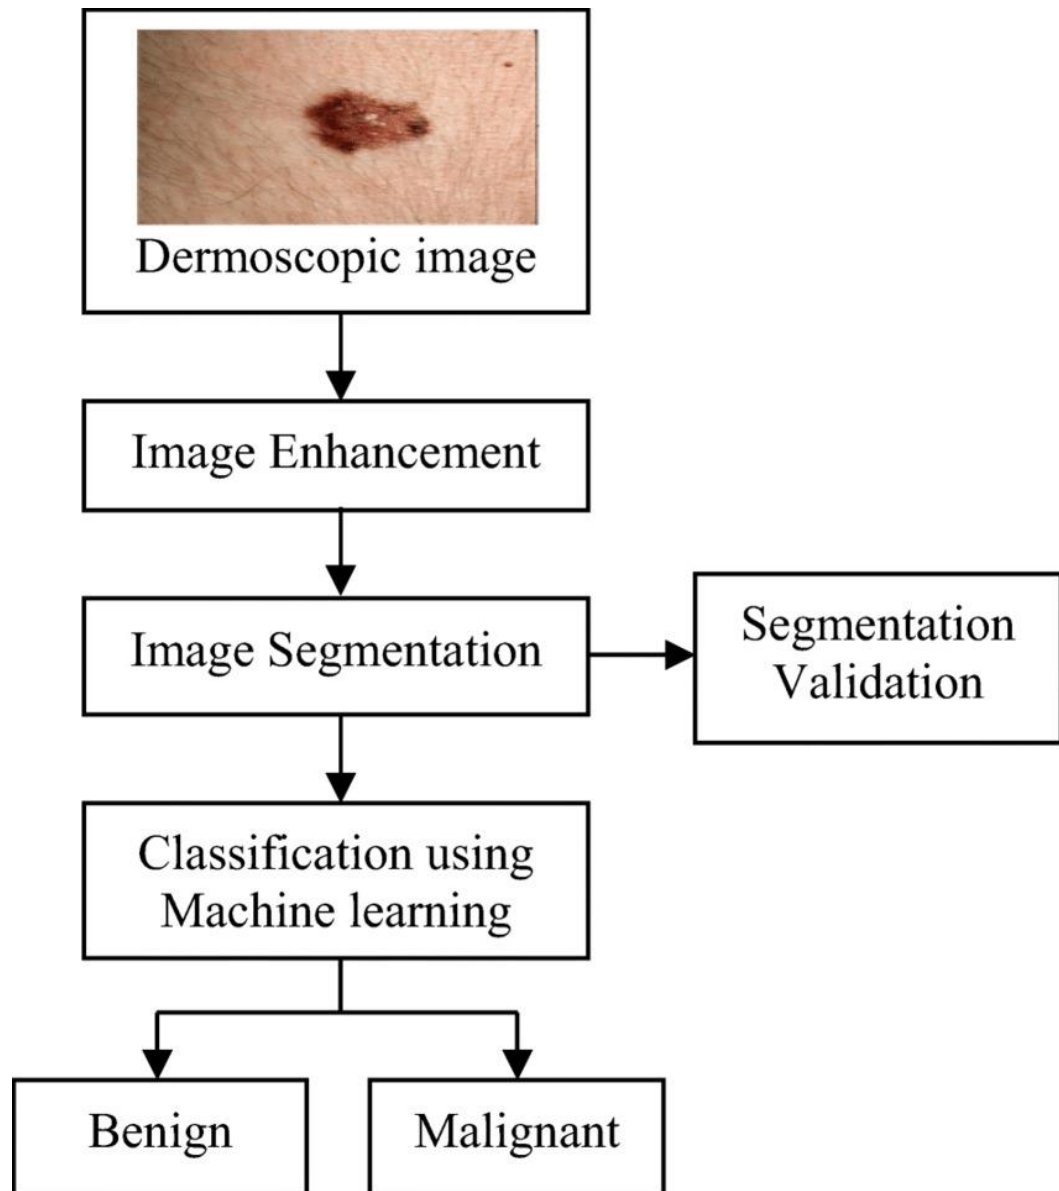 Dermoscopic image
Image Enhancement
Image Segmentation
Segmentation
Validation
Classification using
Machine learning
Benign
Malignant